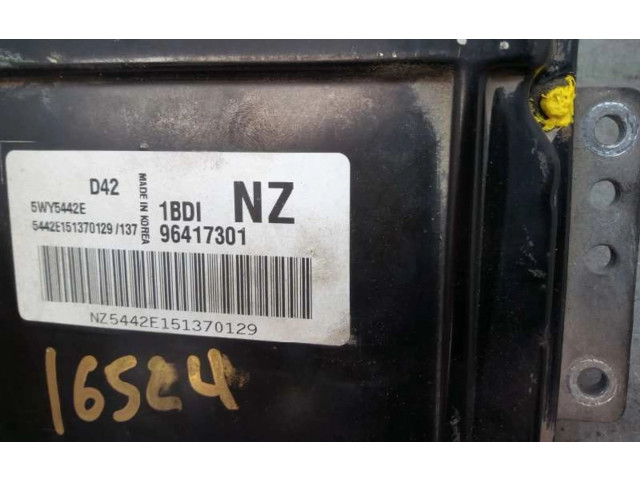 D42
5WY5442E
5442E151370129 /137
MADE IN KOREA
1BDI NZ
96417301
NZ5442E151370129
16524